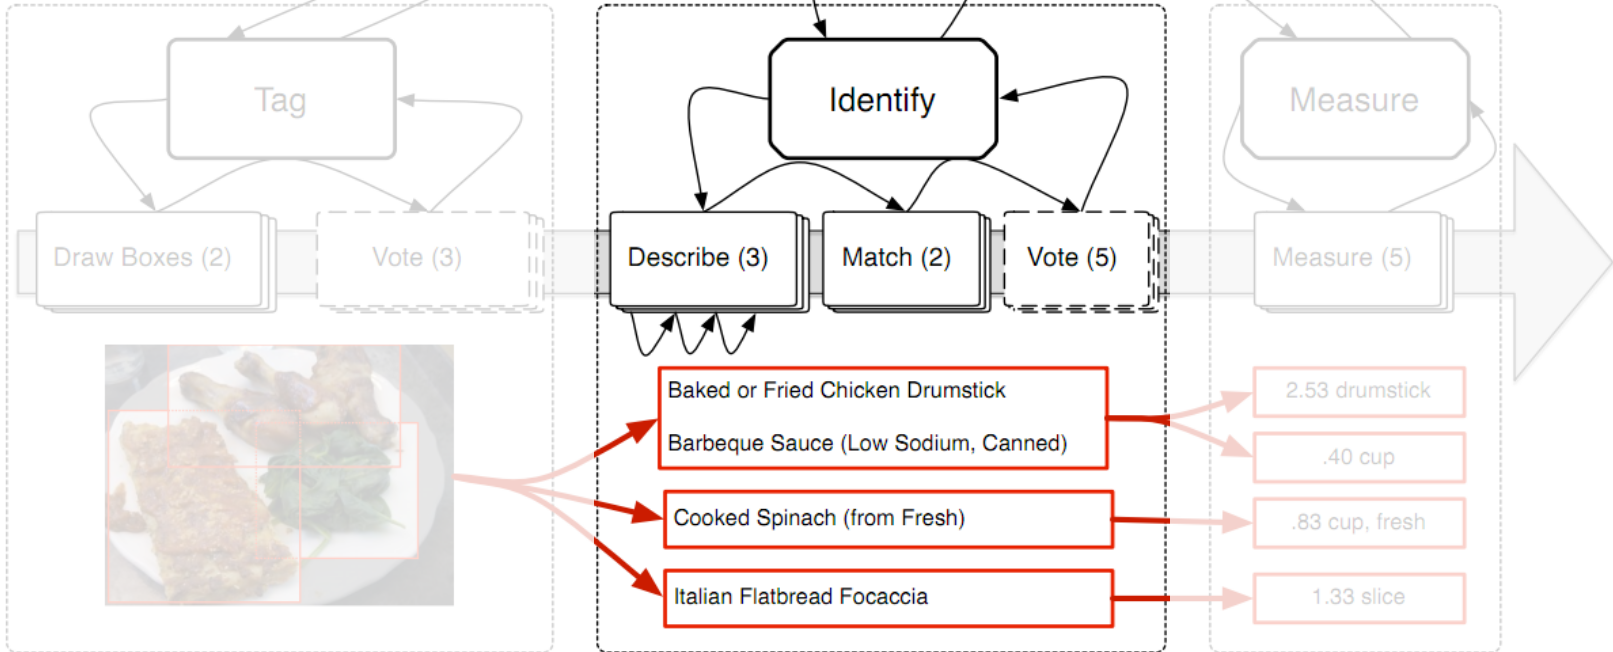 Tag
Identify
Measure
Draw Boxes (2)
Vote (3)
Describe (3)
Match (2)
Vote (5)
Measure (5)
Baked or Fried Chicken Drumstick
Barbeque Sauce (Low Sodium, Canned)
Cooked Spinach (from Fresh)
Italian Flatbread Focaccia
2.53 drumstick
.40 cup
.83 cup, fresh
1.33 slice